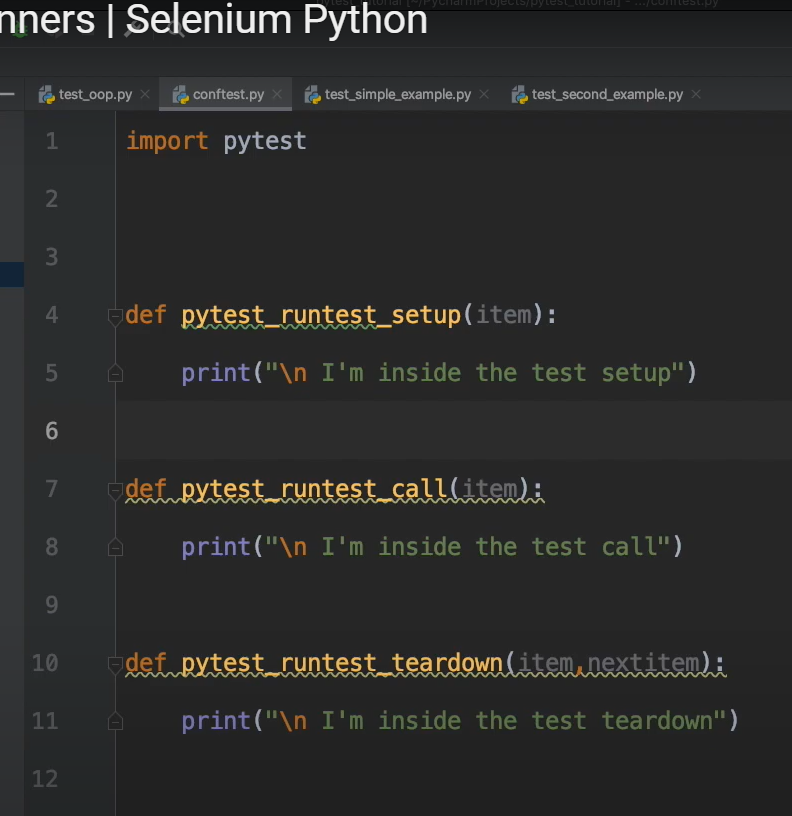 nners | Selenium Python
test_oop.py
conftest.py
test_simple_example.py
test_second_example.py
1 import pytest
2
3
4 def pytest_runtest_setup(item):
5 print("\n I'm inside the test setup")
6
7 def pytest_runtest_call(item):
8 print("\n I'm inside the test call")
9
10 def pytest_runtest_teardown(item,nextitem):
11 print("\n I'm inside the test teardown")
12